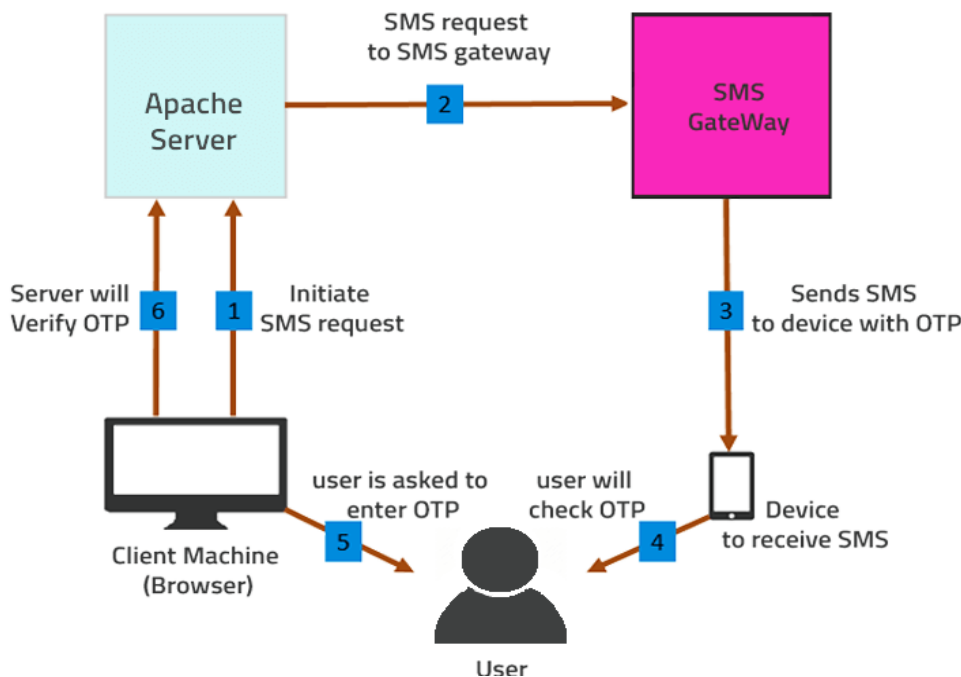 SMS request
to SMS gateway
2
Apache
Server
SMS
GateWay
Server will
Verify OTP
6
1
Initiate
SMS request
3
Sends SMS
to device with OTP
user is asked to
enter OTP
user will
check OTP
5
4
Device
to receive SMS
Client Machine
(Browser)
User